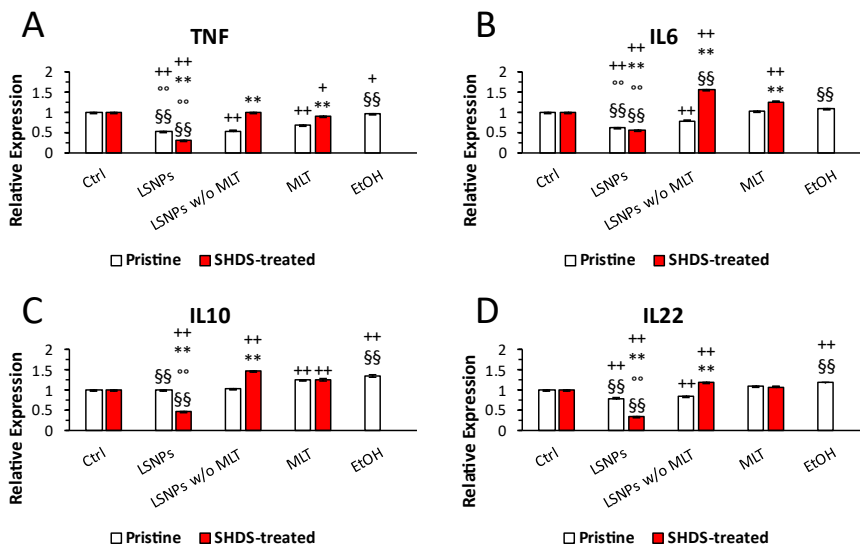 A
TNF
++
++ **
°° °°
§§ §§
++
**
++
+
**
+
§§
Relative Expression
2
1.5
1
0.5
0
Ctrl
LSNPs
LSNPs w/o MLT
MLT
EtOH
Pristine
SHDS-treated
B
IL6
++
++ **
°° °°
§§ §§
++
++
**
§§
++
**
§§
Relative Expression
2
1.5
1
0.5
0
Ctrl
LSNPs
LSNPs w/o MLT
MLT
EtOH
Pristine
SHDS-treated
C
IL10
§§
++
**
°°
§§
++
**
++ ++
++
§§
Relative Expression
2
1.5
1
0.5
0
Ctrl
LSNPs
LSNPs w/o MLT
MLT
EtOH
Pristine
SHDS-treated
D
IL22
++
§§
++
**
°°
§§
++
++
**
++
§§
Relative Expression
2
1.5
1
0.5
0
Ctrl
LSNPs
LSNPs w/o MLT
MLT
EtOH
Pristine
SHDS-treated